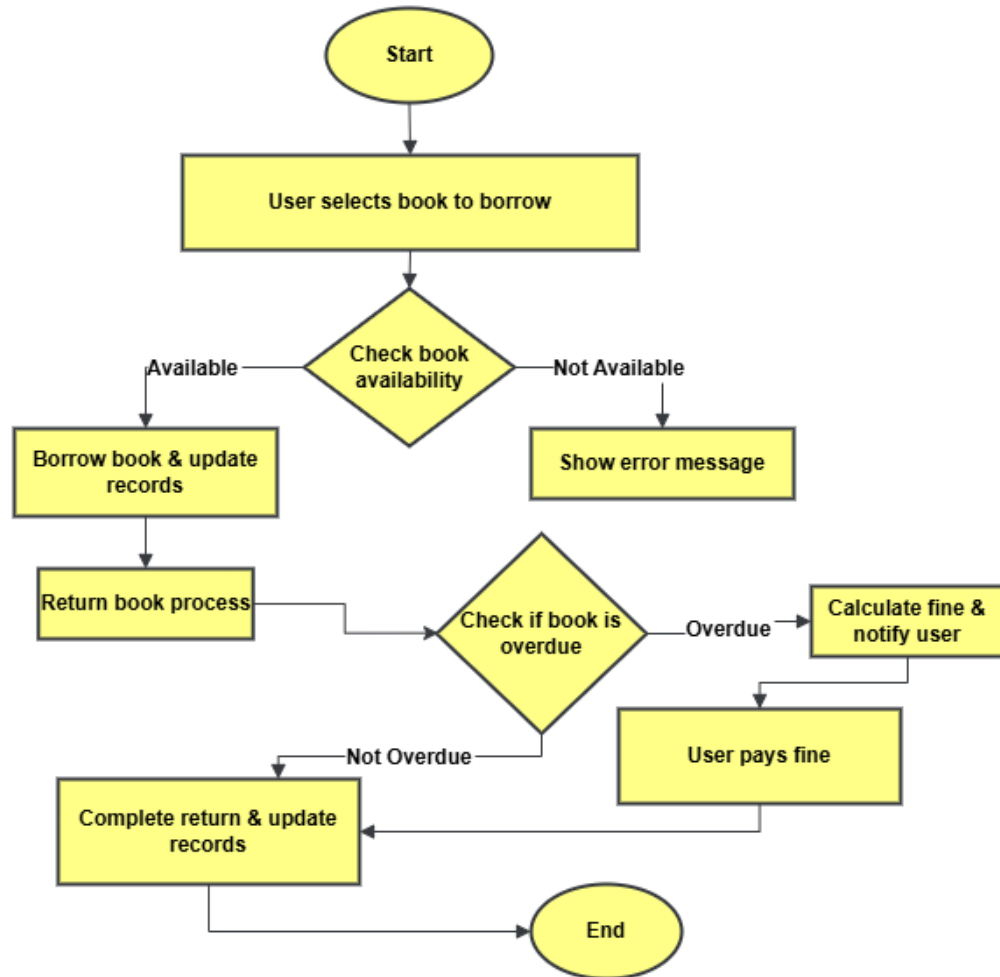 Start
User selects book to borrow
Check book
availability
Available
Not Available
Borrow book & update
records
Show error message
Return book process
Check if book is
overdue
Overdue
Calculate fine &
notify user
User pays fine
Not Overdue
Complete return & update
records
End